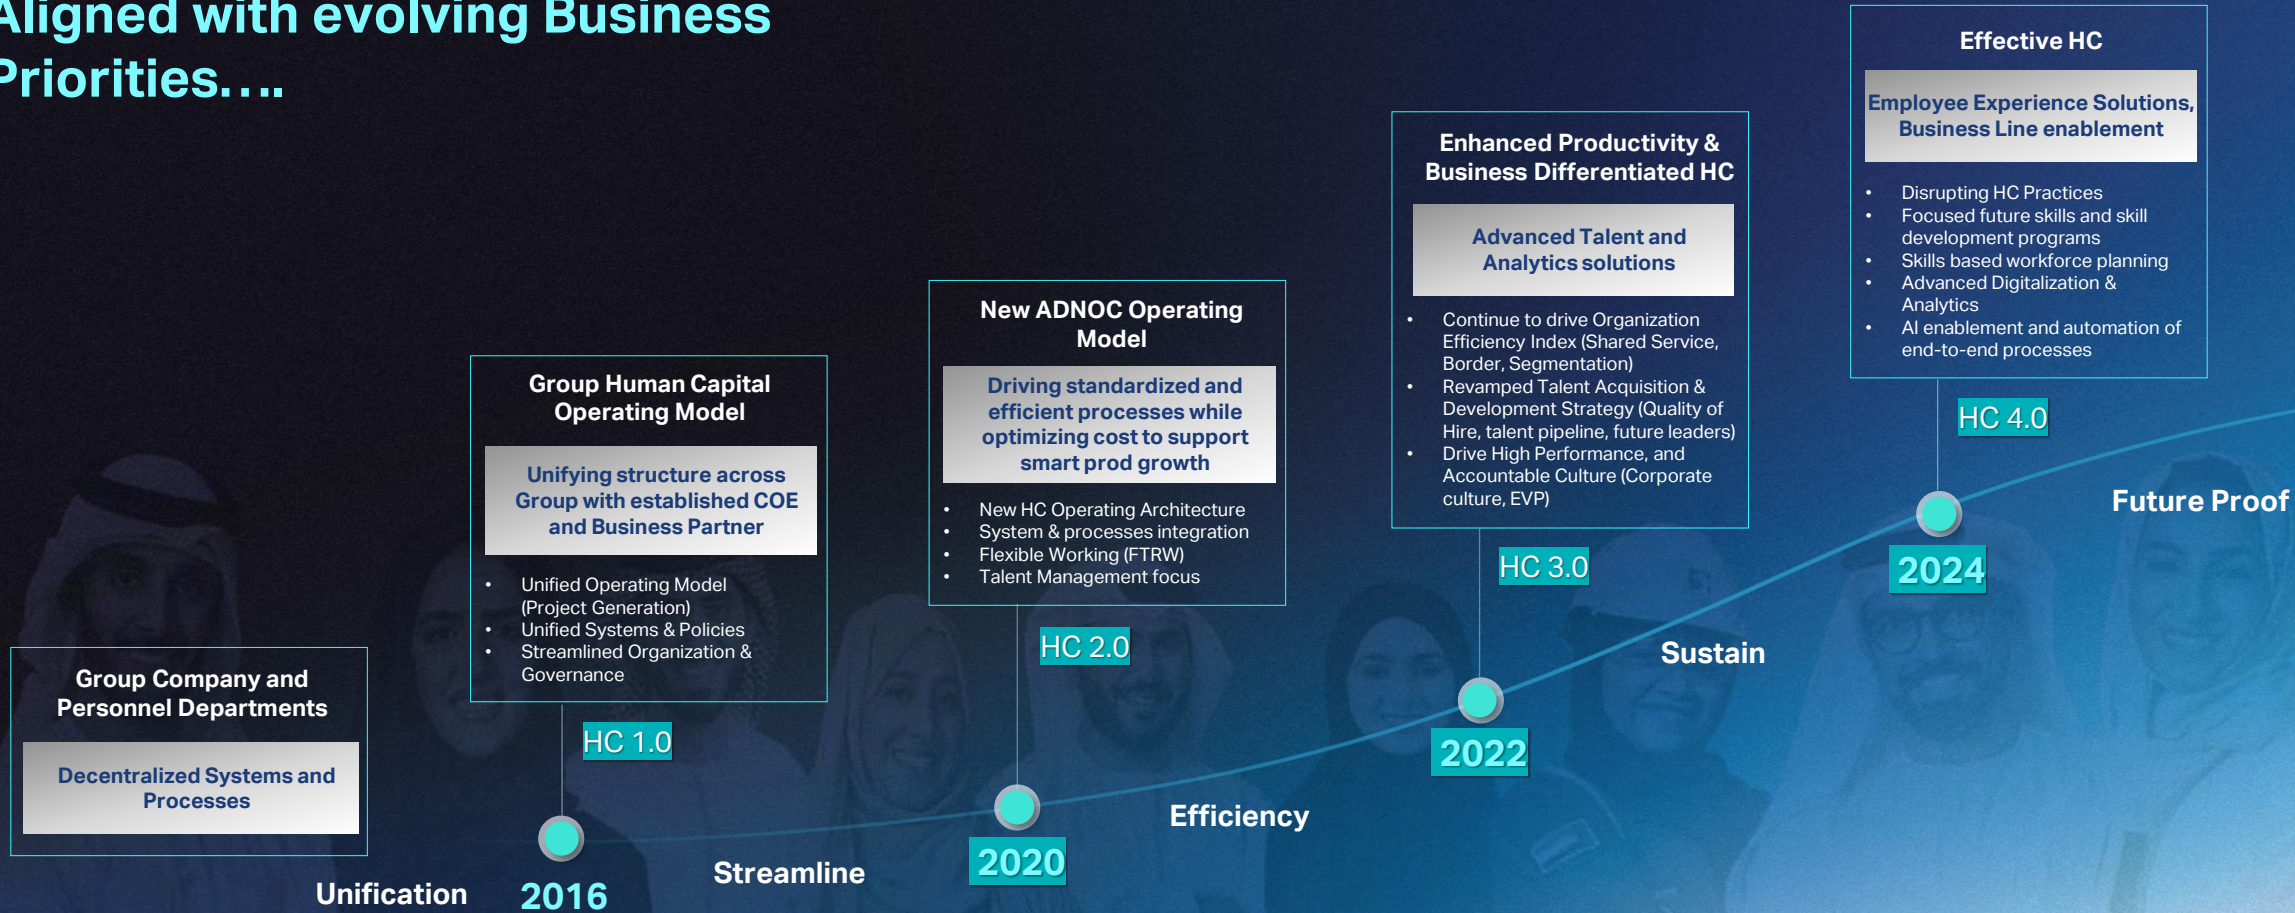 Aligned with evolving Business
Priorities.…
Group Company and
Personnel Departments
Decentralized Systems and
Processes
Unification
2016
HC 1.0
Group Human Capital
Operating Model
Unifying structure across
Group with established COE
and Business Partner
• Unified Operating Model
(Project Generation)
• Unified Systems & Policies
• Streamlined Organization &
Governance
Streamline
2020
HC 2.0
New ADNOC Operating
Model
Driving standardized and
efficient processes while
optimizing cost to support
smart prod growth
• New HC Operating Architecture
• System & processes integration
• Flexible Working (FTRW)
• Talent Management focus
Efficiency
2022
HC 3.0
Enhanced Productivity &
Business Differentiated HC
Advanced Talent and
Analytics solutions
• Continue to drive Organization
Efficiency Index (Shared Service,
Border, Segmentation)
• Revamped Talent Acquisition &
Development Strategy (Quality of
Hire, talent pipeline, future leaders)
• Drive High Performance, and
Accountable Culture (Corporate
culture, EVP)
Sustain
2024
HC 4.0
Effective HC
Employee Experience Solutions,
Business Line enablement
• Disrupting HC Practices
• Focused future skills and skill
development programs
• Skills based workforce planning
• Advanced Digitalization &
Analytics
• AI enablement and automation of
end-to-end processes
Future Proof